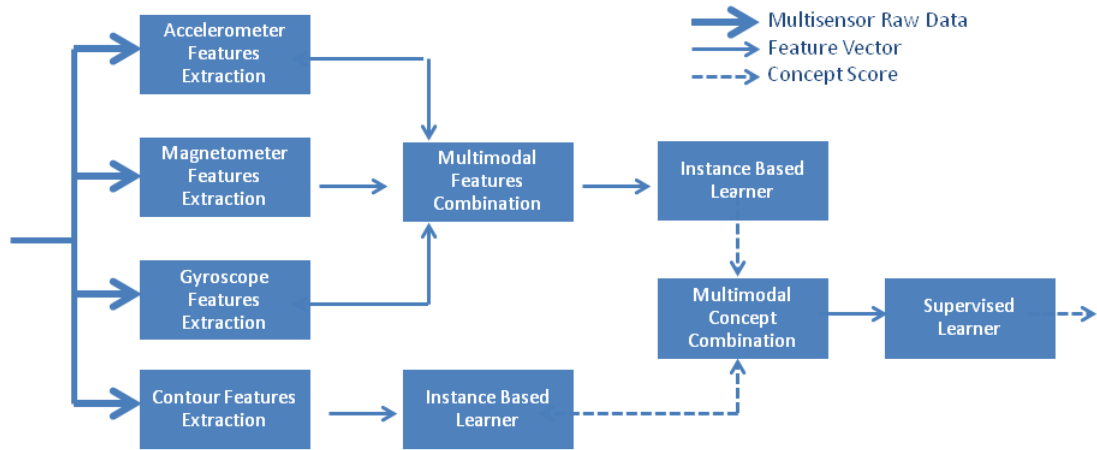 Accelerometer
Features
Extraction
Multisensor Raw Data
Feature Vector
Concept Score
Magnetometer
Features
Extraction
Multimodal
Features
Combination
Instance Based
Learner
Gyroscope
Features
Extraction
Multimodal
Concept
Combination
Supervised
Learner
Contour Features
Extraction
Instance Based
Learner